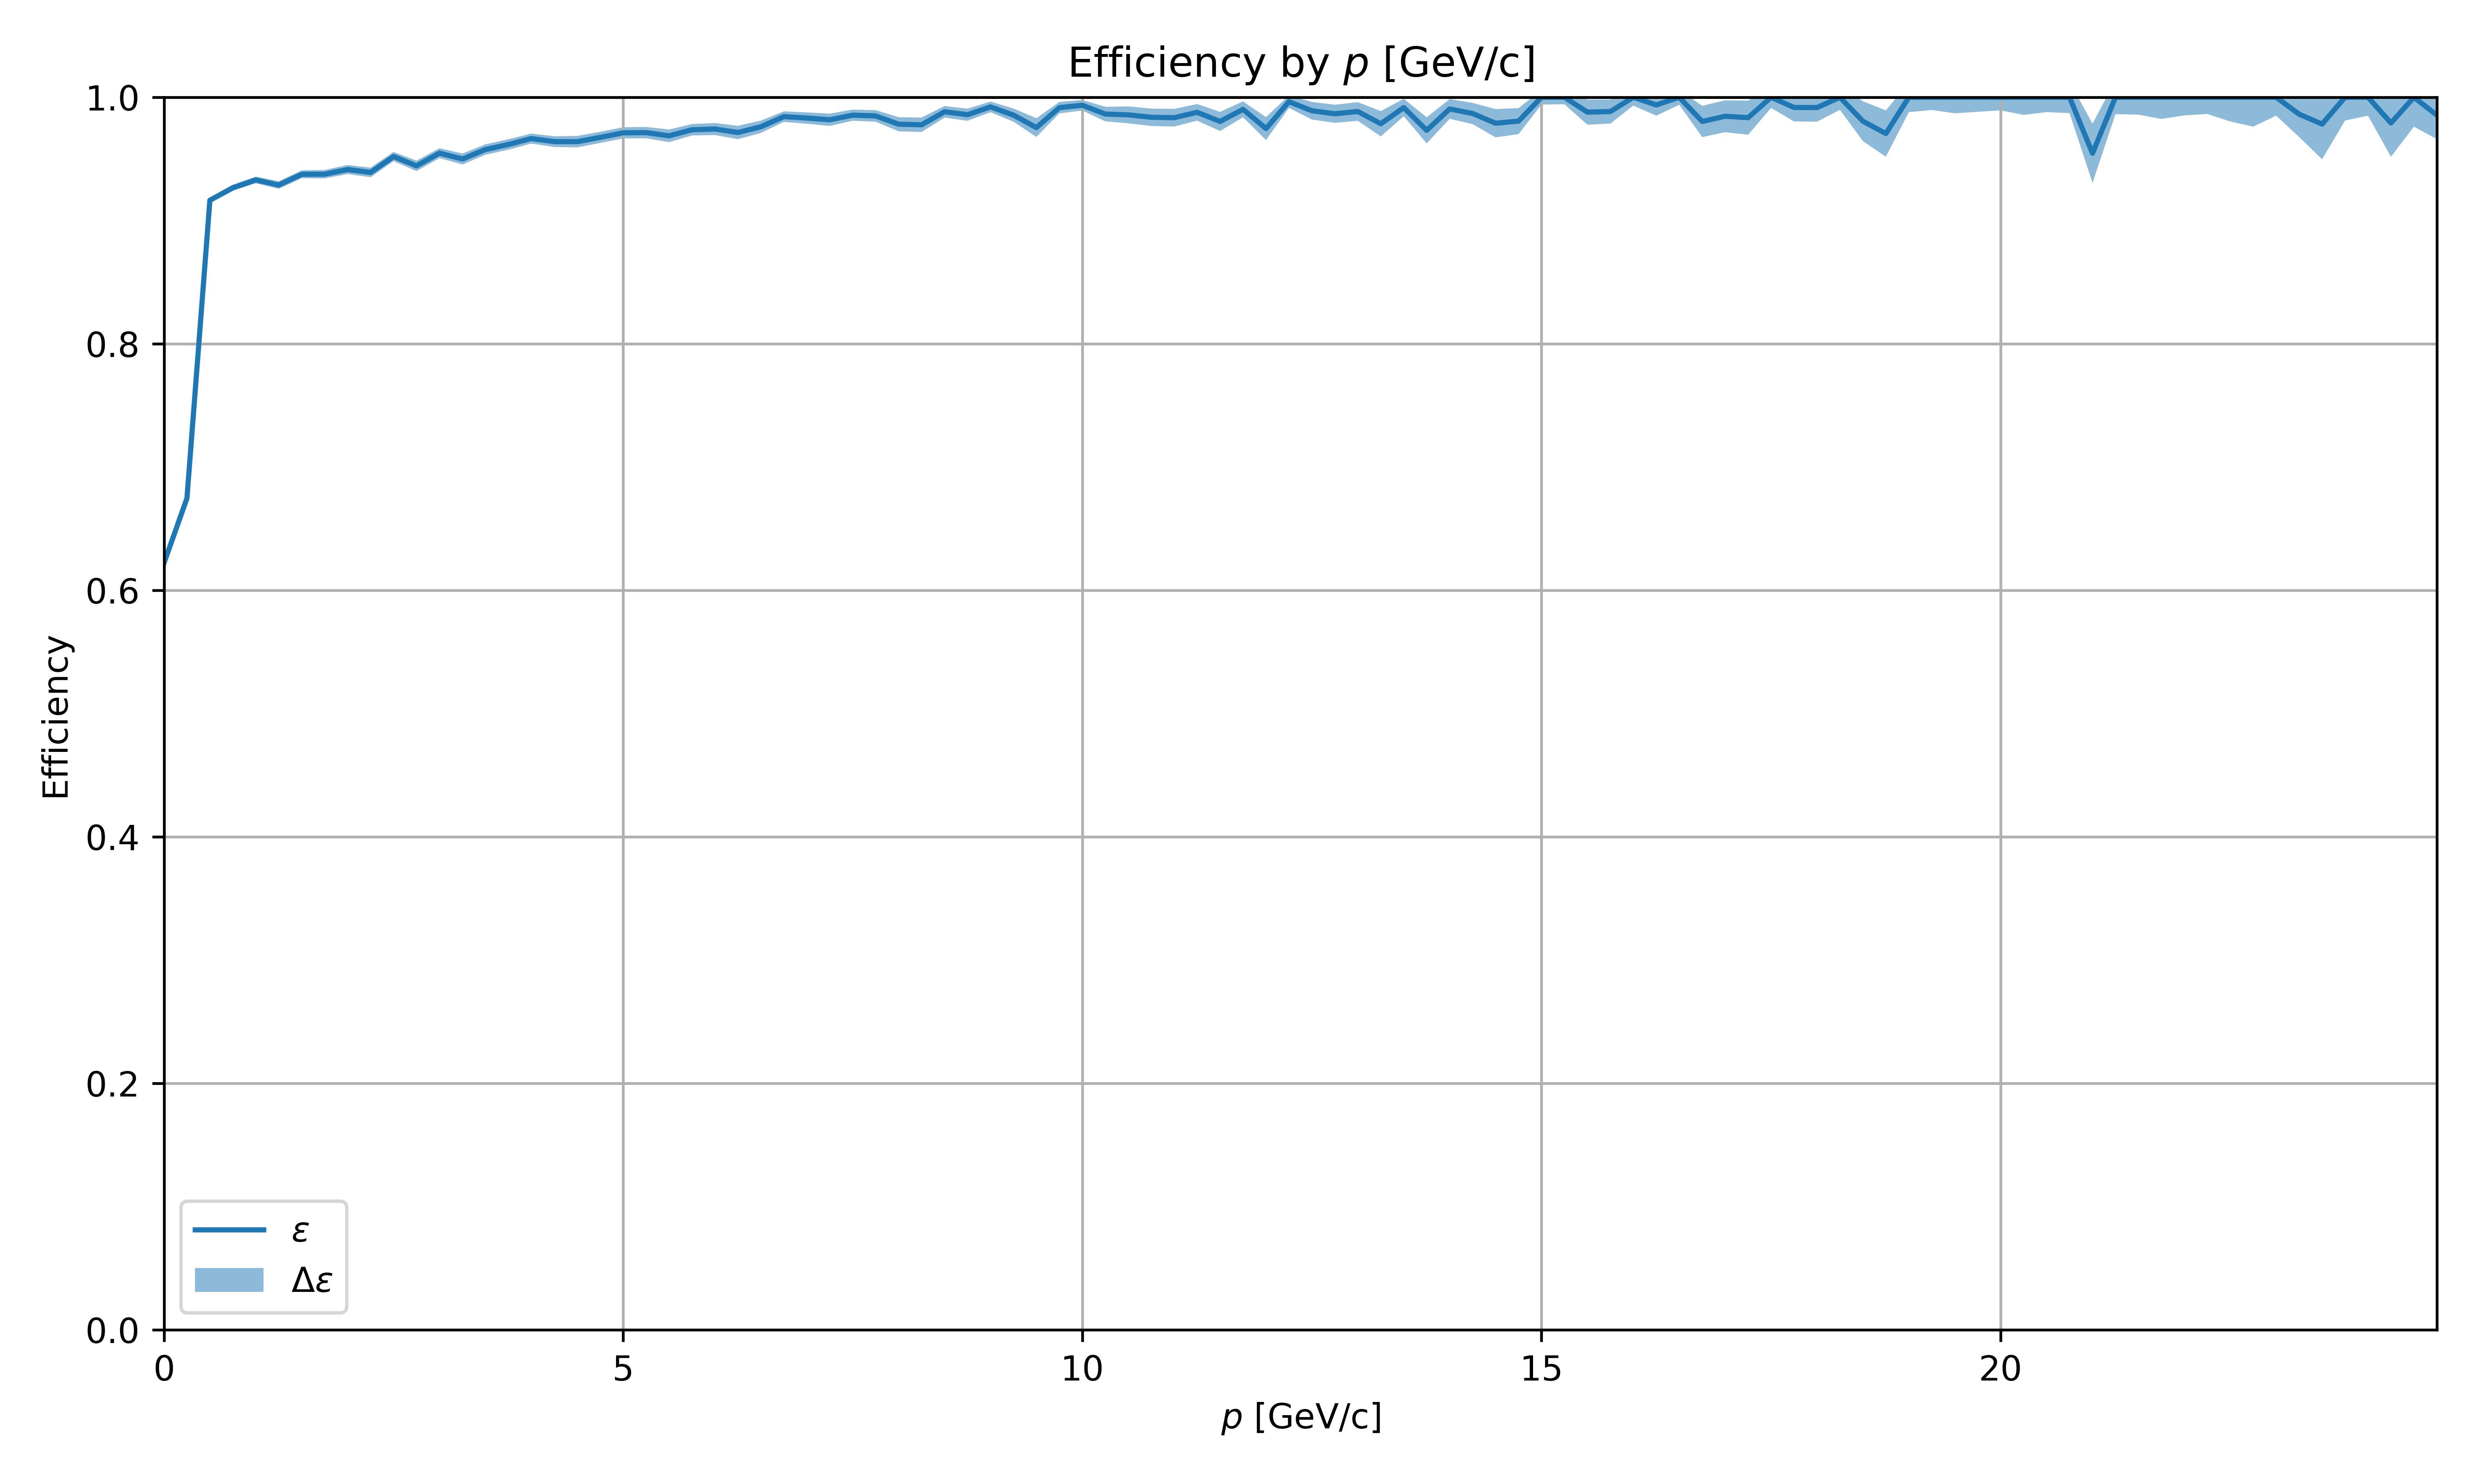 Efficiency by p [GeV/c]
1.0
0.8
0.6
0.4
0.2
0.0
Efficiency
ε
Δε
0 5 10 15 20
p [GeV/c]